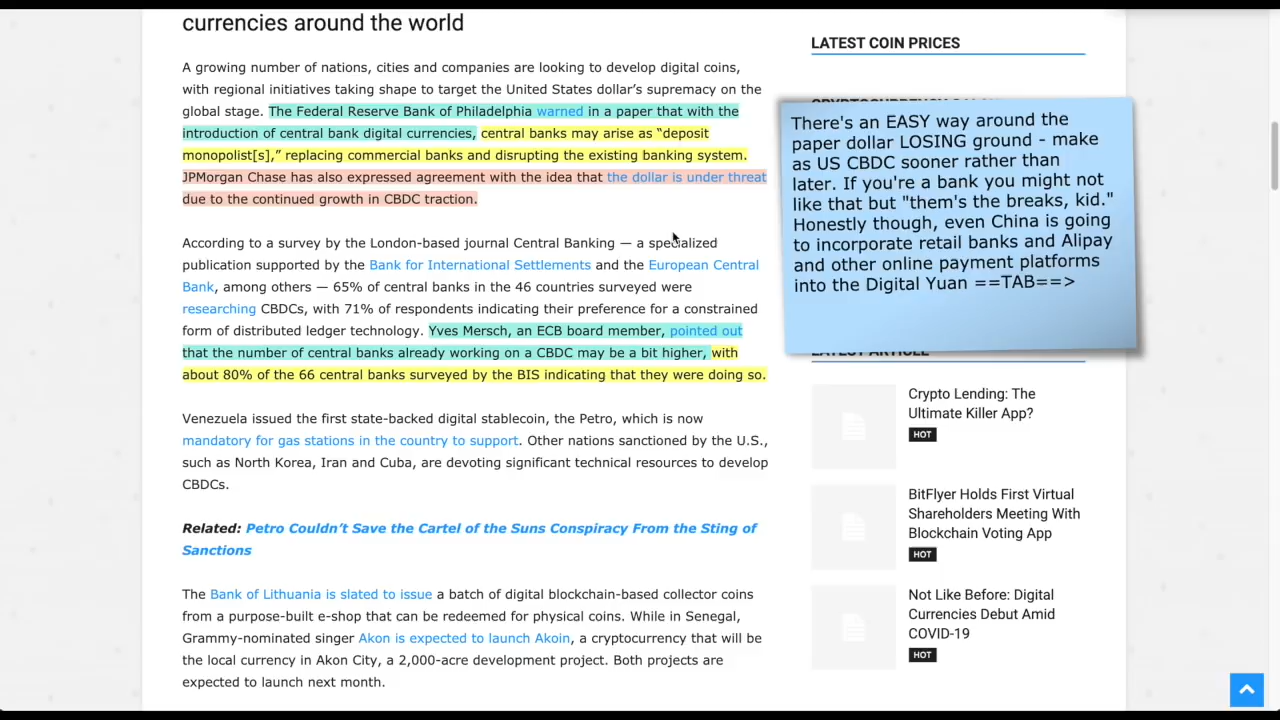 currencies around the world
A growing number of nations, cities and companies are looking to develop digital coins,
with regional initiatives taking shape to target the United States dollar’s supremacy on the
global stage. The Federal Reserve Bank of Philadelphia warned in a paper that with the
introduction of central bank digital currencies, central banks may arise as “deposit
monopolist[s],” replacing commercial banks and disrupting the existing banking system.
JPMorgan Chase has also expressed agreement with the idea that the dollar is under threat
due to the continued growth in CBDC traction.
According to a survey by the London-based journal Central Banking — a specialized
publication supported by the Bank for International Settlements and the European Central
Bank, among others — 65% of central banks in the 46 countries surveyed were
researching CBDCs, with 71% of respondents indicating their preference for a constrained
form of distributed ledger technology. Yves Mersch, an ECB board member, pointed out
that the number of central banks already working on a CBDC may be a bit higher, with
about 80% of the 66 central banks surveyed by the BIS indicating that they were doing so.
Venezuela issued the first state-backed digital stablecoin, the Petro, which is now
mandatory for gas stations in the country to support. Other nations sanctioned by the U.S.,
such as North Korea, Iran and Cuba, are devoting significant technical resources to develop
CBDCs.
Related: Petro Couldn’t Save the Cartel of the Suns Conspiracy From the Sting of
Sanctions
The Bank of Lithuania is slated to issue a batch of digital blockchain-based collector coins
from a purpose-built e-shop that can be redeemed for physical coins. While in Senegal,
Grammy-nominated singer Akon is expected to launch Akoin, a cryptocurrency that will be
the local currency in Akon City, a 2,000-acre development project. Both projects are
expected to launch next month.
LATEST COIN PRICES
There's an EASY way around the
paper dollar LOSING ground - make
as US CBDC sooner rather than
later. If you're a bank you might not
like that but "them's the breaks, kid."
Honestly though, even China is going
to incorporate retail banks and Alipay
and other online payment platforms
into the Digital Yuan ==TAB==>
LATEST ARTICLE
Crypto Lending: The
Ultimate Killer App?
HOT
BitFlyer Holds First Virtual
Shareholders Meeting With
Blockchain Voting App
HOT
Not Like Before: Digital
Currencies Debut Amid
COVID-19
HOT